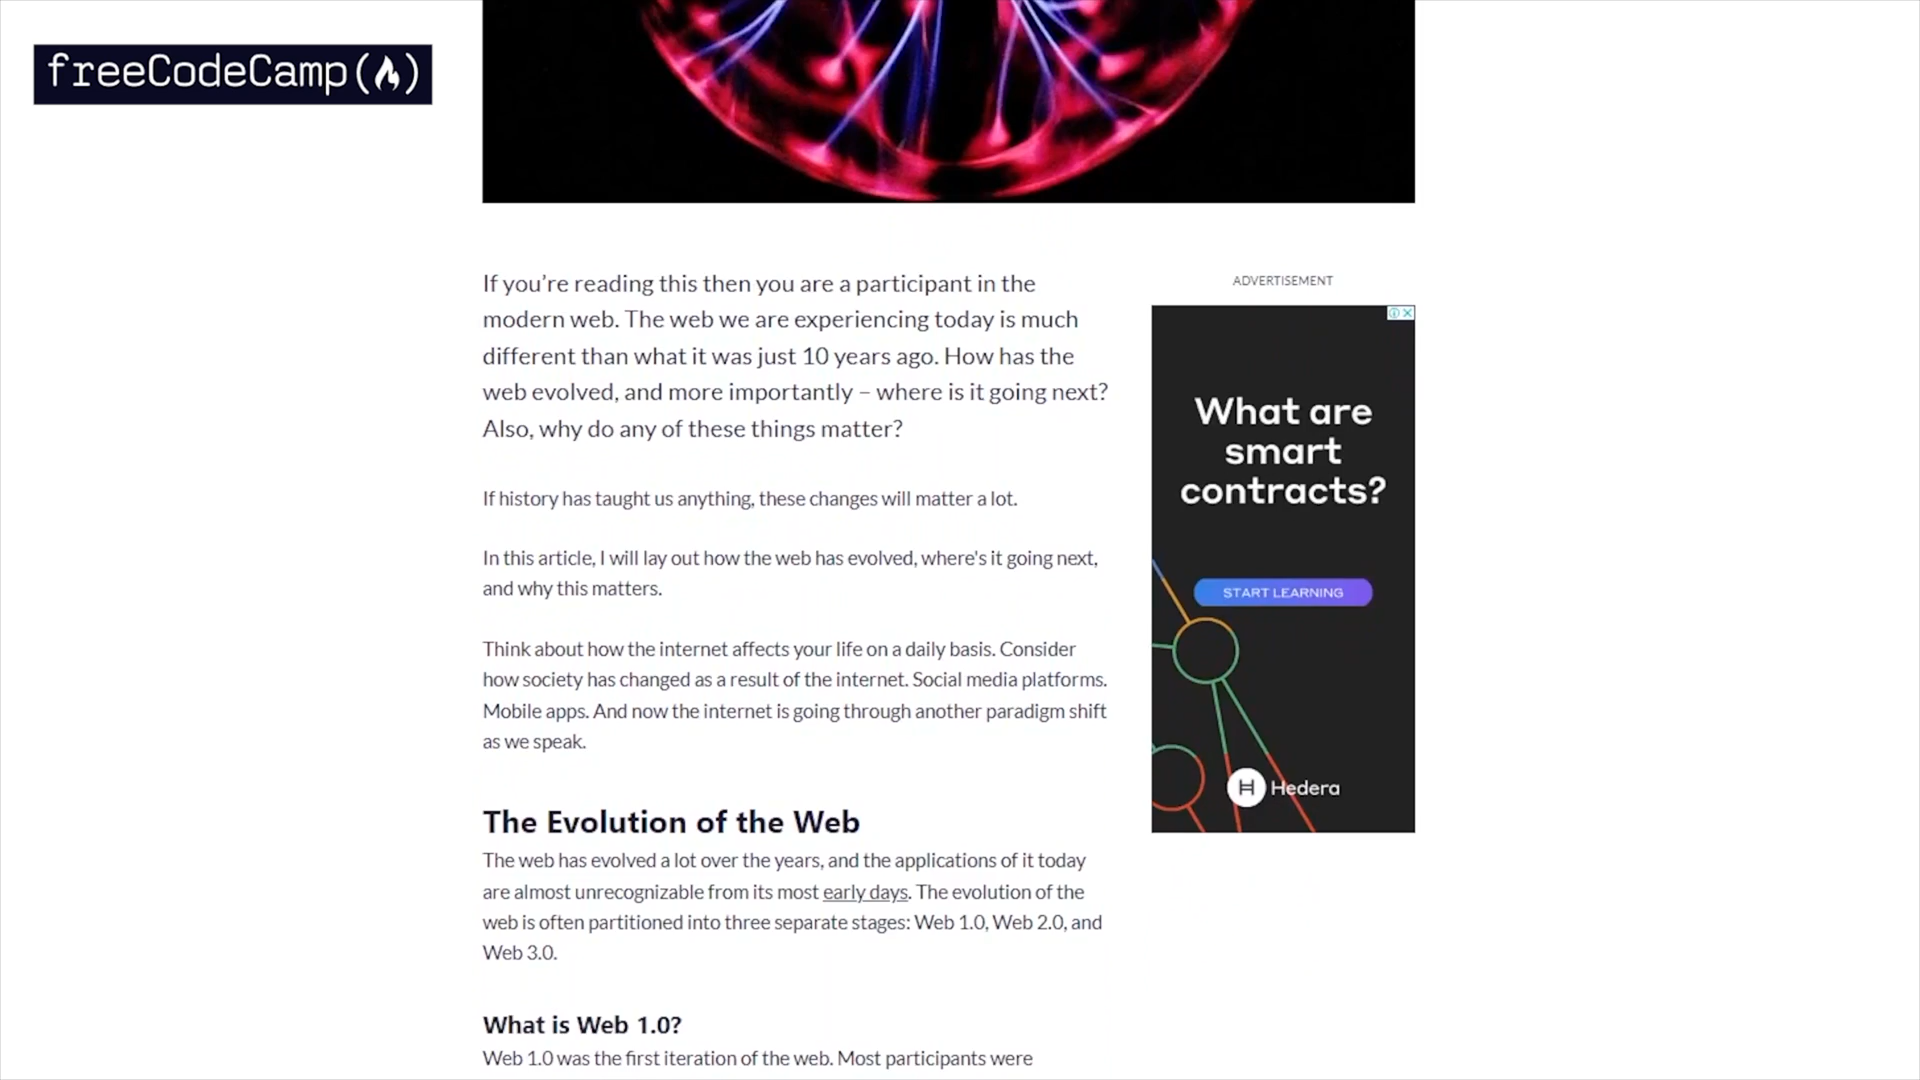 freeCodeCamp(🔥)
If you’re reading this then you are a participant in the
modern web. The web we are experiencing today is much
different than what it was just 10 years ago. How has the
web evolved, and more importantly – where is it going next?
Also, why do any of these things matter?
If history has taught us anything, these changes will matter a lot.
In this article, I will lay out how the web has evolved, where's it going next,
and why this matters.
Think about how the internet affects your life on a daily basis. Consider
how society has changed as a result of the internet. Social media platforms.
Mobile apps. And now the internet is going through another paradigm shift
as we speak.
The Evolution of the Web
The web has evolved a lot over the years, and the applications of it today
are almost unrecognizable from its most early days. The evolution of the
web is often partitioned into three separate stages: Web 1.0, Web 2.0, and
Web 3.0.
What is Web 1.0?
Web 1.0 was the first iteration of the web. Most participants were
ADVERTISEMENT
What are
smart
contracts?
START LEARNING
H Hedera